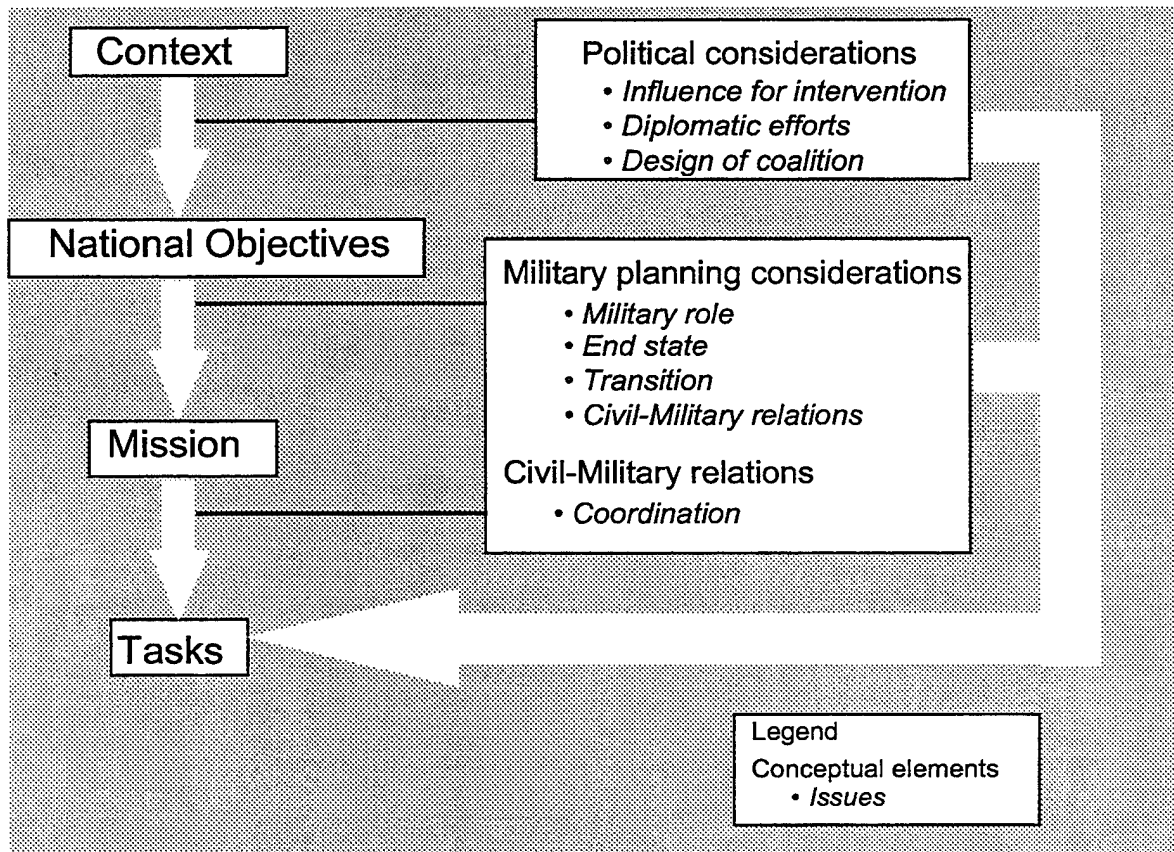 Context
Political considerations
• Influence for intervention
• Diplomatic efforts
• Design of coalition
National Objectives
Military planning considerations
• Military role
• End state
• Transition
• Civil-Military relations
Mission
Civil-Military relations
• Coordination
Tasks
Legend
Conceptual elements
• Issues